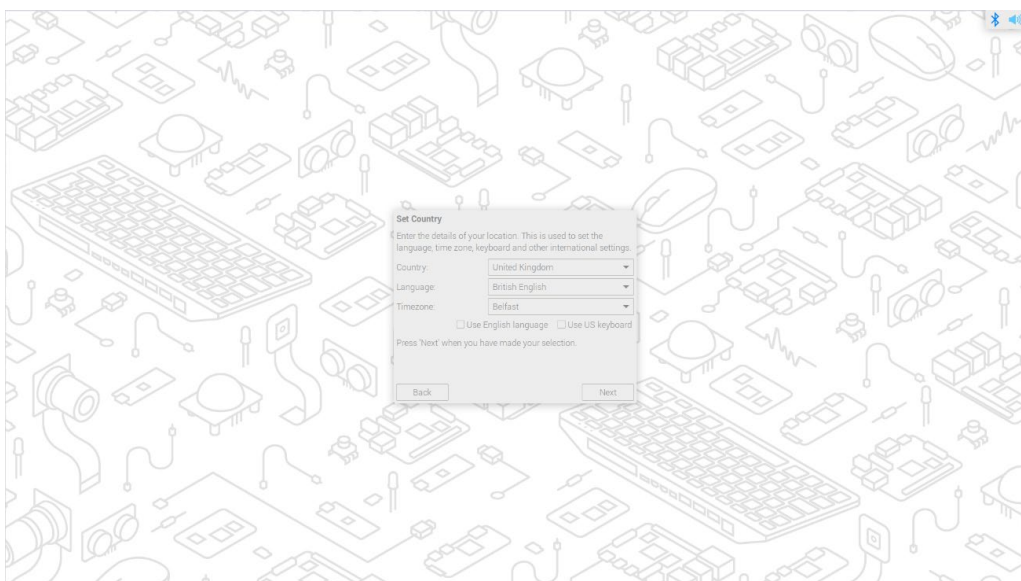 Set Country
Enter the details of your location. This is used to set the
language, time zone, keyboard and other international settings.
Country: United Kingdom
Language: British English
Timezone: Belfast
Use English language Use US keyboard
Press 'Next' when you have made your selection.
Back Next